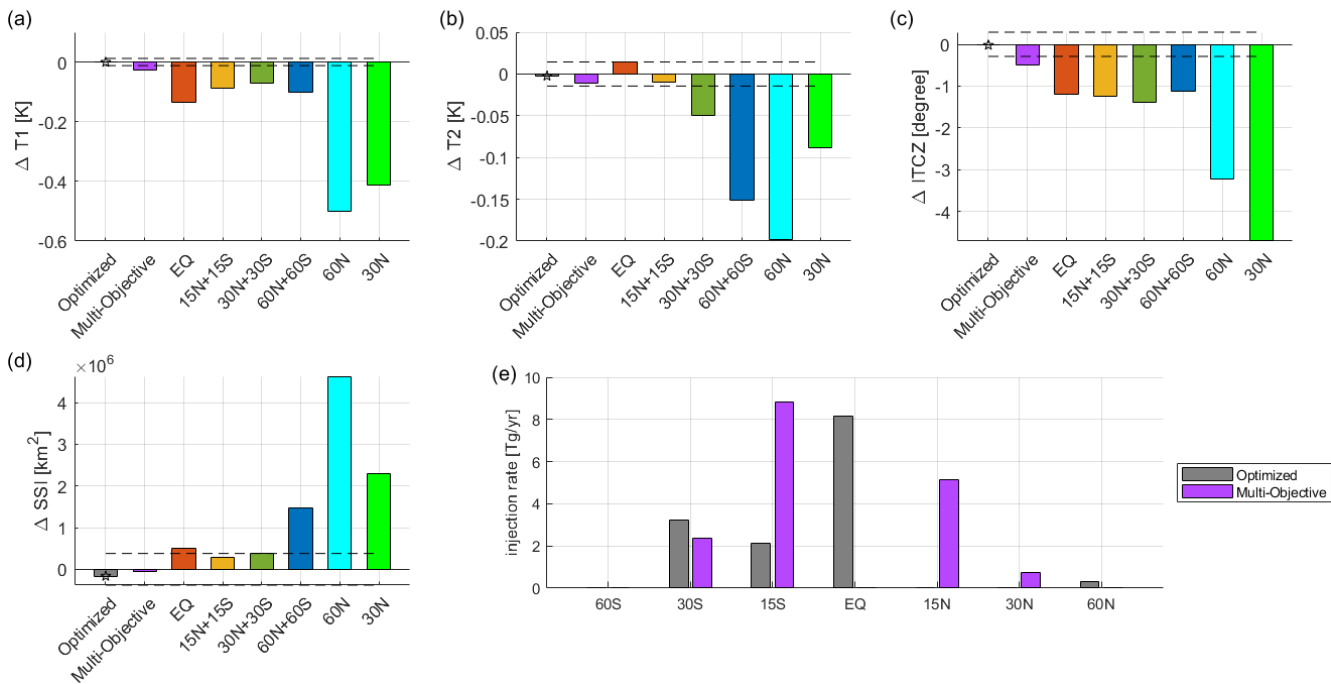 (a)
0
-0.2
-0.4
-0.6
Δ T1 [K]
Optimized
Multi-Objective
EQ
15N+15S
30N+30S
60N+60S
60N
30N
(b)
0.05
0
-0.05
-0.1
-0.15
-0.2
Δ T2 [K]
Optimized
Multi-Objective
EQ
15N+15S
30N+30S
60N+60S
60N
30N
(c)
0
-1
-2
-3
-4
Δ ITCZ [degree]
Optimized
Multi-Objective
EQ
15N+15S
30N+30S
60N+60S
60N
30N
(d)
×10⁶
4
3
2
1
0
Δ SSI [km²]
Optimized
Multi-Objective
EQ
15N+15S
30N+30S
60N+60S
60N
30N
(e)
10
8
6
4
2
0
injection rate [Tg/yr]
60S 30S 15S EQ 15N 30N 60N
Optimized
Multi-Objective